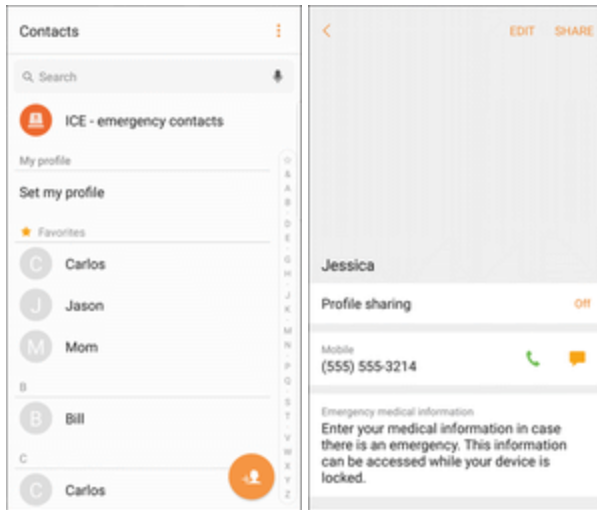 Contacts
Search
ICE - emergency contacts
My profile
Set my profile
Favorites
C Carlos
J Jason
M Mom
B
B Bill
C
C Carlos
&
A
B
D
E
G
H
J
K
M
N
P
Q
S
T
V
W
X
Y
Z
EDIT SHARE
Jessica
Profile sharing Off
Mobile
(555) 555-3214
Emergency medical information
Enter your medical information in case
there is an emergency. This information
can be accessed while your device is
locked.